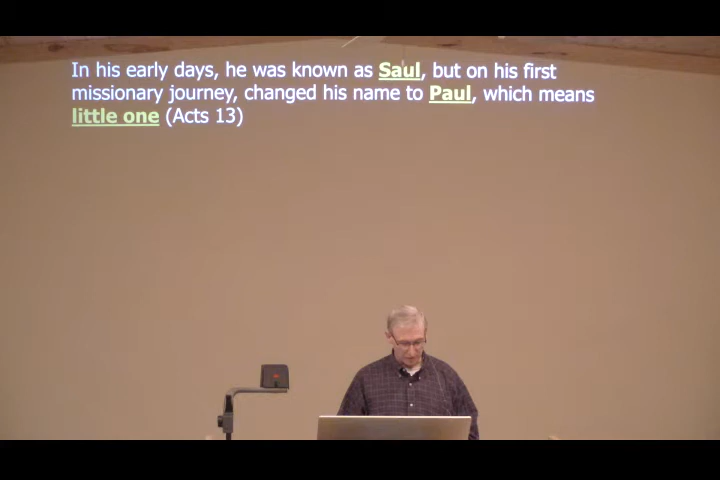 In his early days, he was known as Saul, but on his first
missionary journey, changed his name to Paul, which means
little one (Acts 13)